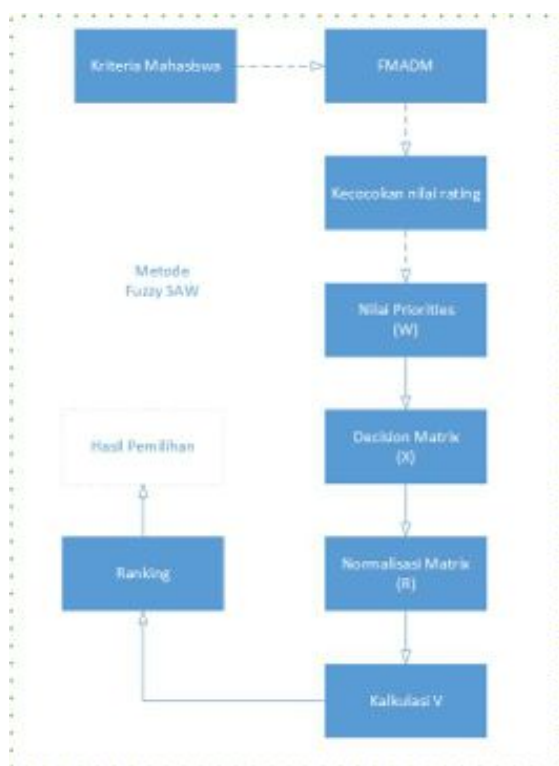 Kriteria Mahasiswa
FMADM
Kecocokan nilai rating
Metode
Fuzzy SAW
Nilai Priorities
(W)
Decision Matrix
(X)
Hasil Pemilihan
Normalisasi Matrix
(R)
Ranking
Kalkulasi V